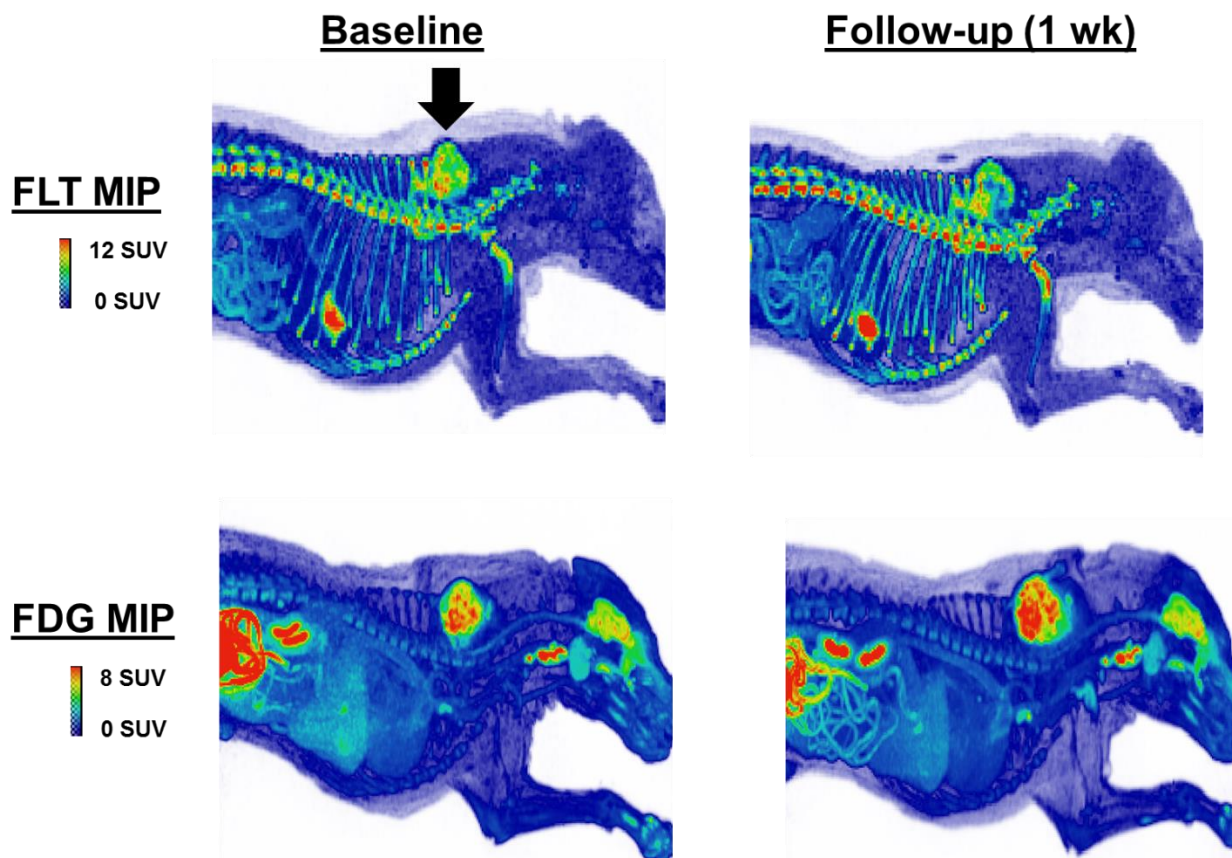 Baseline
Follow-up (1 wk)
FLT MIP
12 SUV
0 SUV
FDG MIP
8 SUV
0 SUV